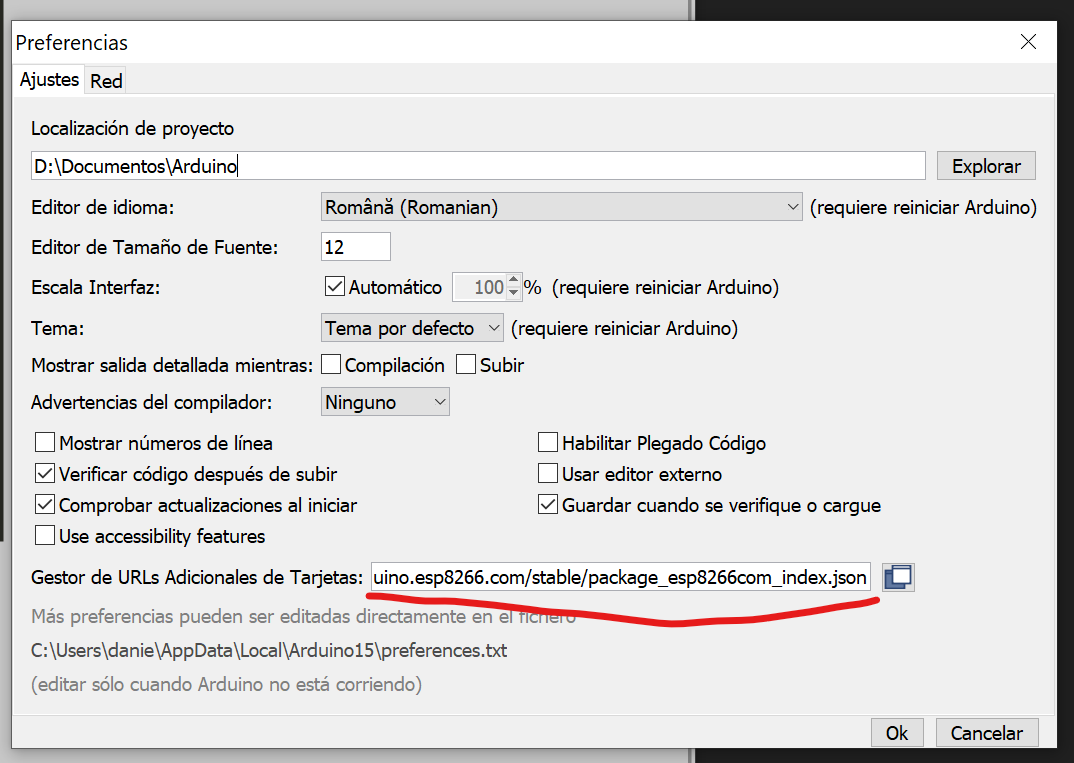 Preferencias
Ajustes Red
Localización de proyecto
D:\Documentos\Arduino Explorar
Editor de idioma: Română (Romanian) (requiere reiniciar Arduino)
Editor de Tamaño de Fuente: 12
Escala Interfaz: Automático 100 % (requiere reiniciar Arduino)
Tema: Tema por defecto (requiere reiniciar Arduino)
Mostrar salida detallada mientras: Compilación Subir
Advertencias del compilador: Ninguno
Mostrar números de línea Habilitar Plegado Código
Verificar código después de subir Usar editor externo
Comprobar actualizaciones al iniciar Guardar cuando se verifique o cargue
Use accessibility features
Gestor de URLs Adicionales de Tarjetas: uino.esp8266.com/stable/package_esp8266com_index.json
Más preferencias pueden ser editadas directamente en el fichero
C:\Users\danie\AppData\Local\Arduino15\preferences.txt
(editar sólo cuando Arduino no está corriendo)
Ok Cancelar